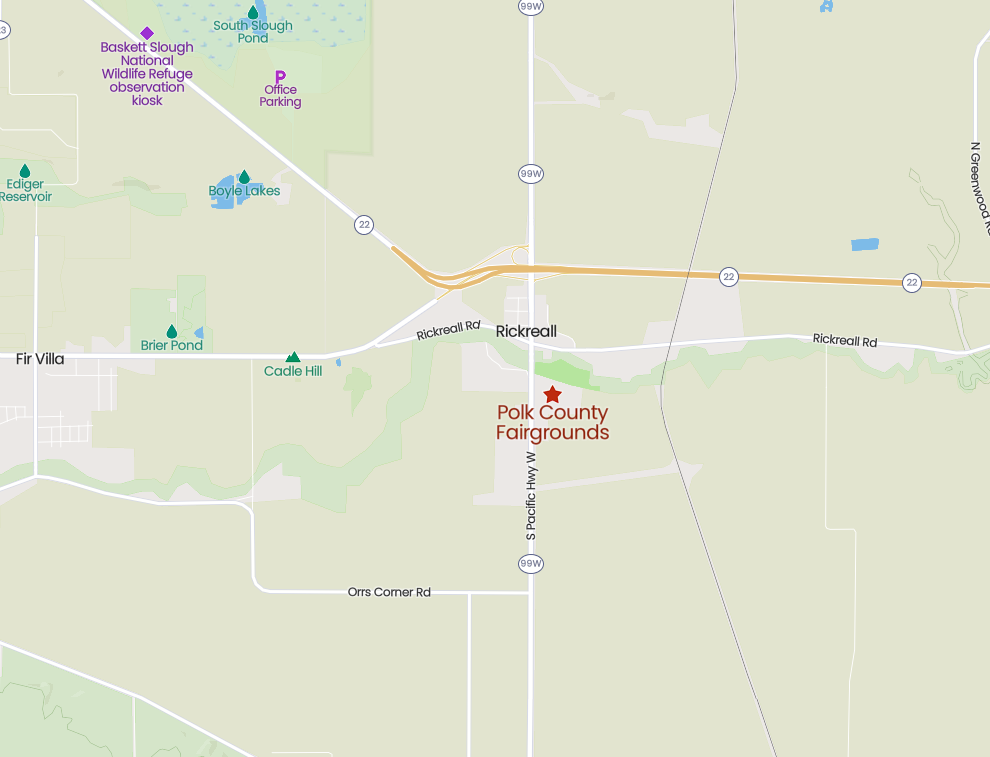 99W
South Slough
Pond
Baskett Slough
National
Wildlife Refuge
observation
kiosk
P
Office
Parking
N Greenwood Rd
99W
Ediger
Reservoir
Boyle Lakes
22
22
22
Rickreall Rd
Rickreall
Rickreall Rd
Brier Pond
Fir Villa
Cadle Hill
Polk County
Fairgrounds
S Pacific Hwy W
99W
Orrs Corner Rd